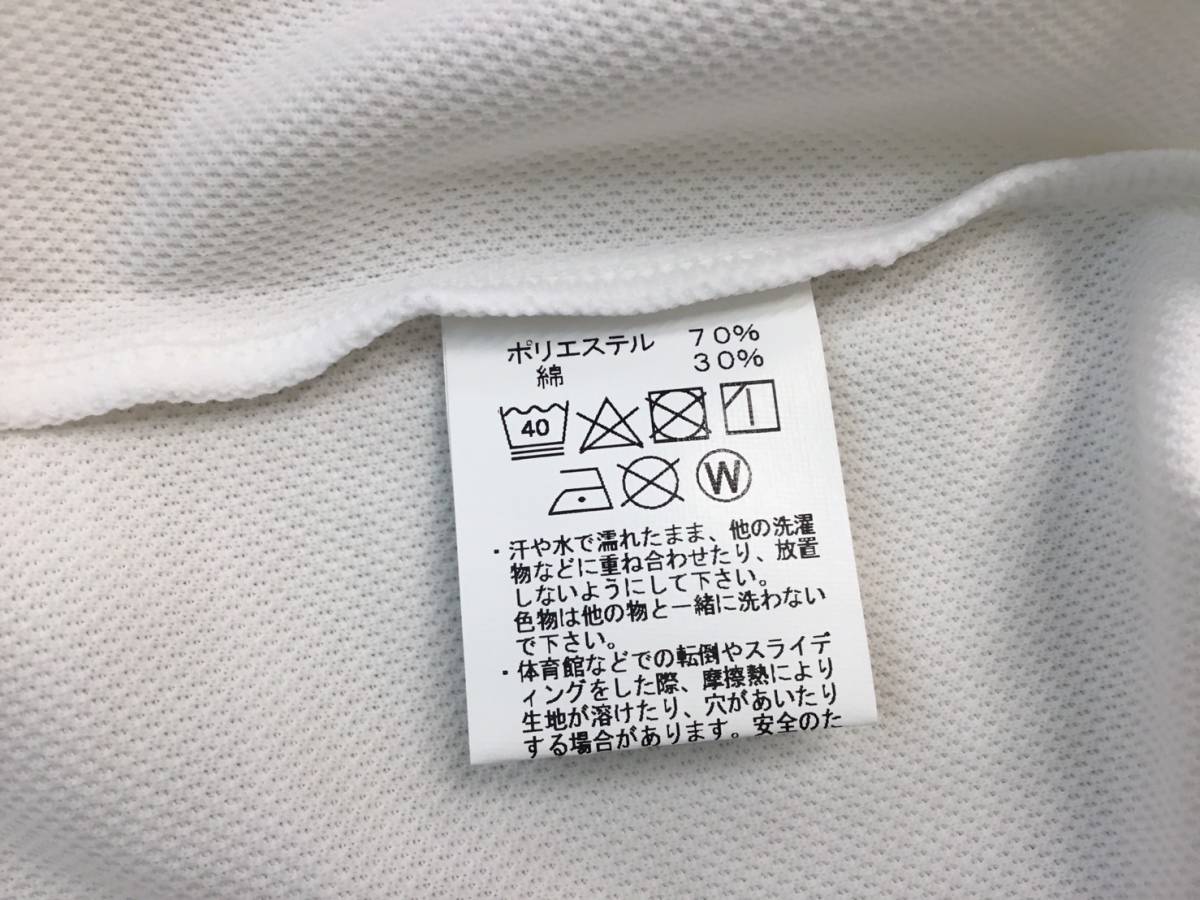 ポリエステル 70%
綿 30%
40
W
・汗や水で濡れたまま、他の洗濯
物などに重ね合わせたり、放置
しないようにして下さい。
色物は他の物と一緒に洗わない
で下さい。
・体育館などでの転倒やスライデ
ィングをした際、摩擦熱により
生地が溶けたり、穴があいたり
する場合があります。安全のた